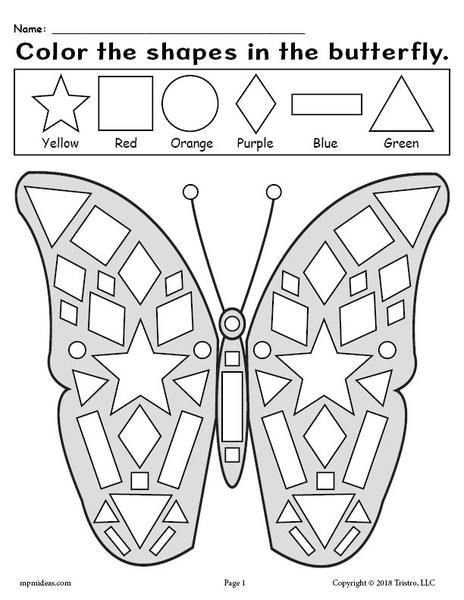 Name: ______________________________
Color the shapes in the butterfly.
Yellow Red Orange Purple Blue Green
mpmideas.com Page 1 Copyright © 2018 Tristro, LLC